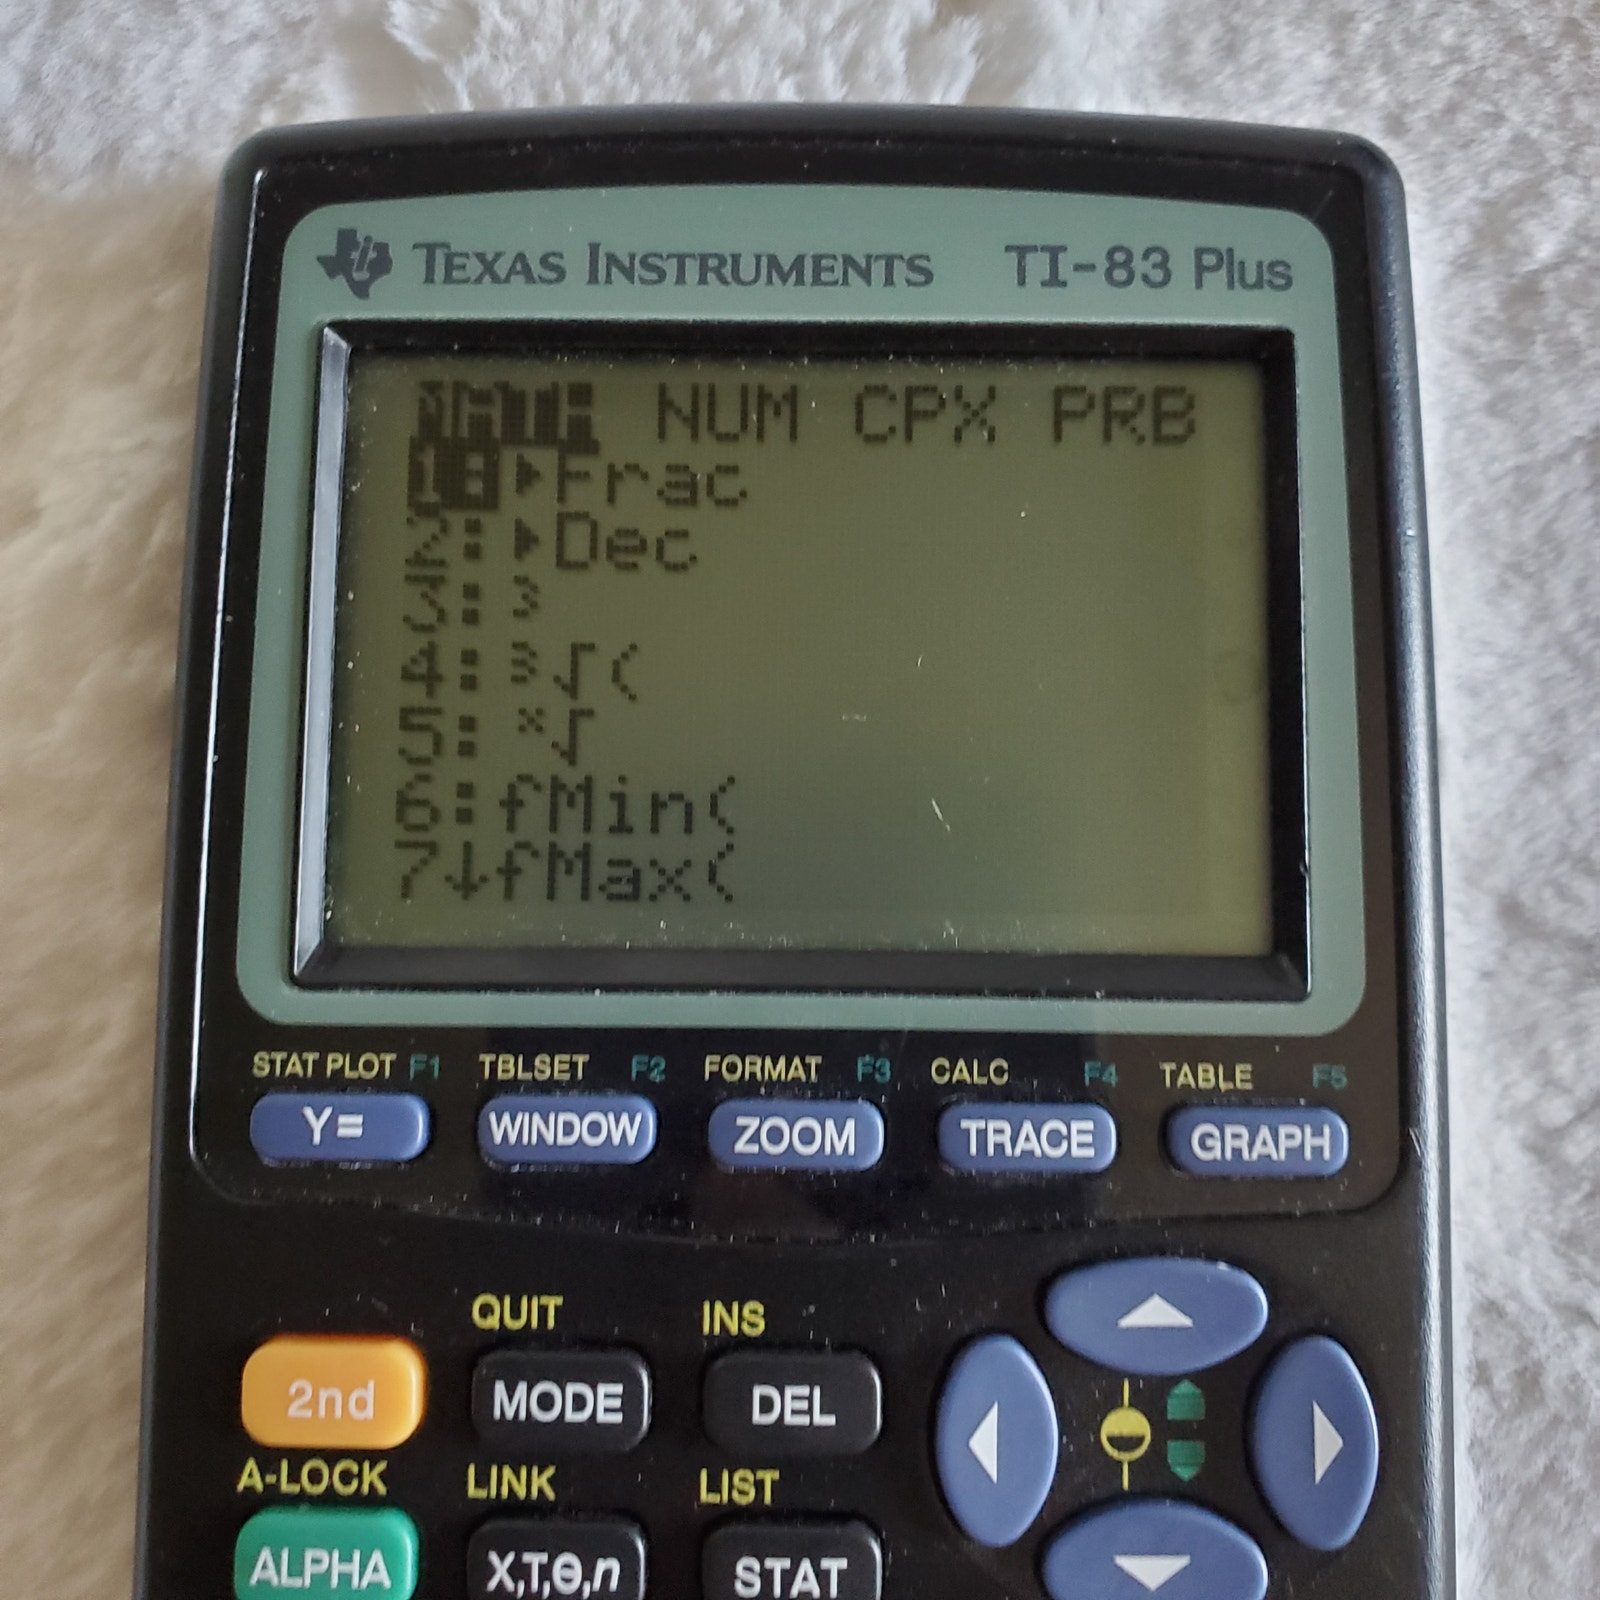 TEXAS INSTRUMENTS TI-83 Plus
MATH NUM CPX PRB
1:▶Frac
2:▶Dec
3:³
4:³√(
5:ˣ√
6:fMin(
7↓fMax(
STAT PLOT F1 TBLSET F2 FORMAT F3 CALC F4 TABLE F5
Y= WINDOW ZOOM TRACE GRAPH
QUIT INS
2nd MODE DEL
A-LOCK LINK LIST
ALPHA X,T,θ,n STAT